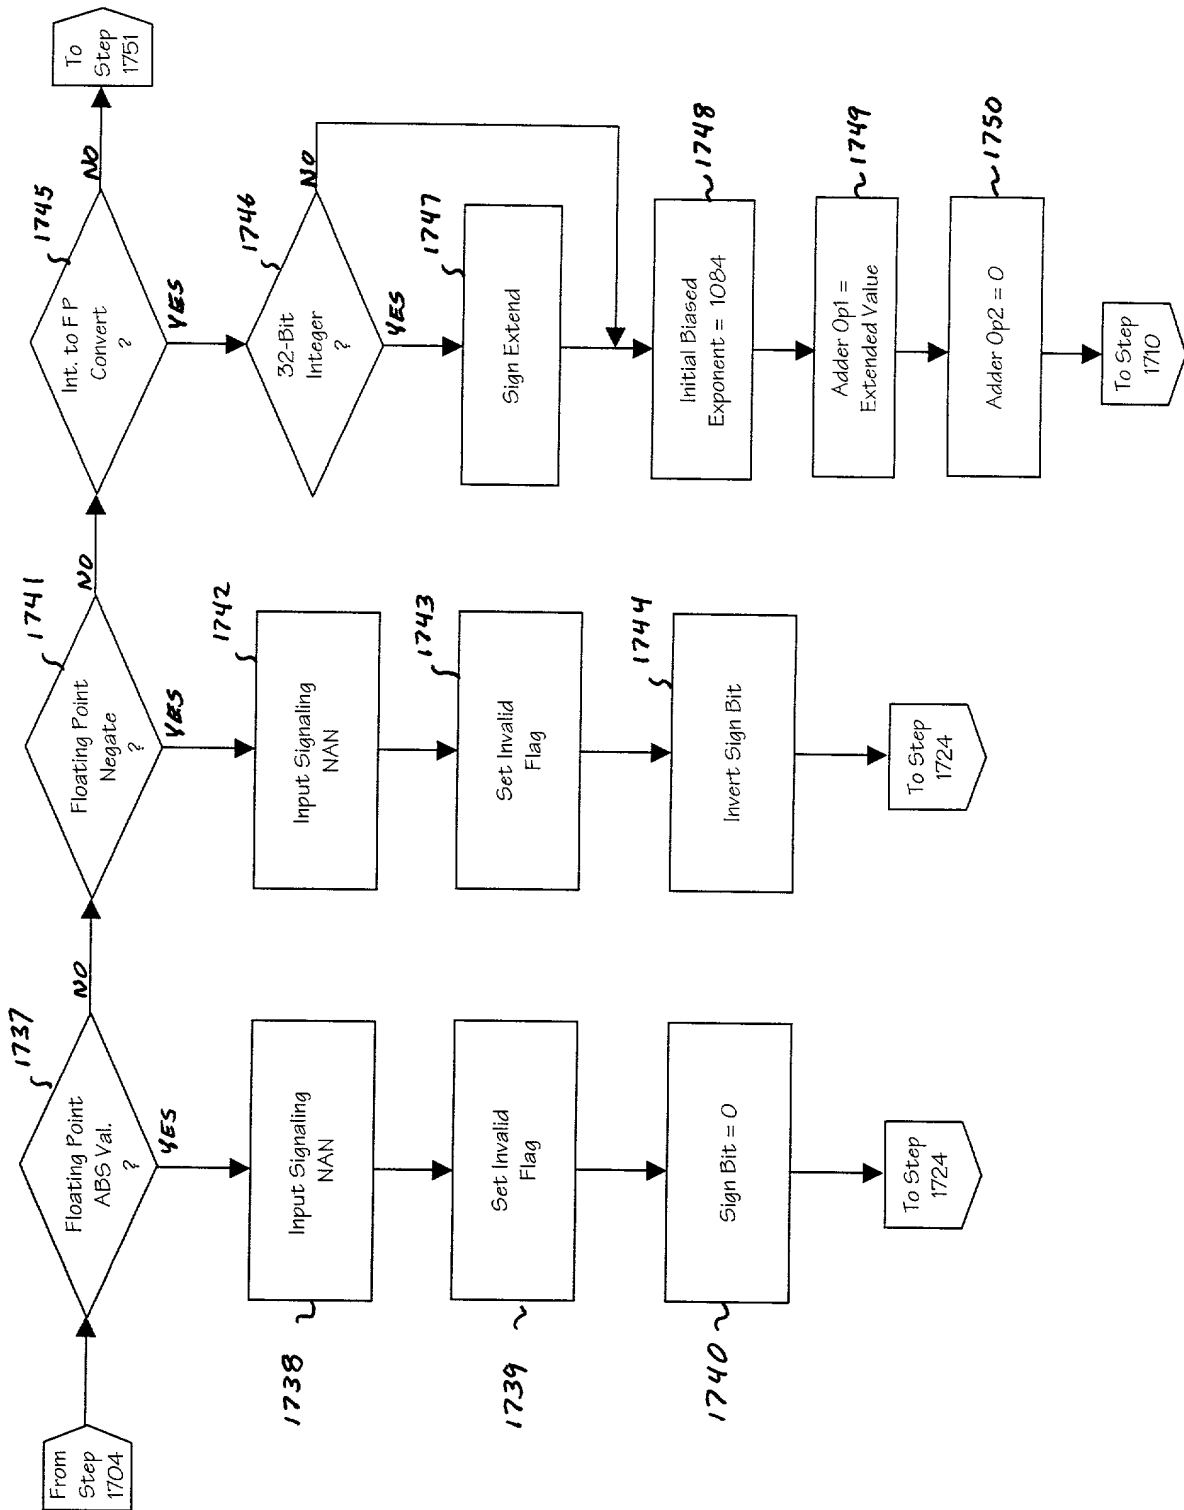 From
Step
1704
Floating Point
ABS Val.
?
1737
NO
YES
Input Signaling
NAN
1738
Set Invalid
Flag
1739
Sign Bit = 0
1740
To Step
1724
Floating Point
Negate
?
1741
NO
YES
Input Signaling
NAN
1742
Set Invalid
Flag
1743
Invert Sign Bit
1744
To Step
1724
Int. to F P
Convert
?
1745
NO
YES
To
Step
1751
32-Bit
Integer
?
1746
NO
YES
Sign Extend
1747
Initial Biased
Exponent = 1084
1748
Adder Op1 =
Extended Value
1749
Adder Op2 = 0
1750
To Step
1710